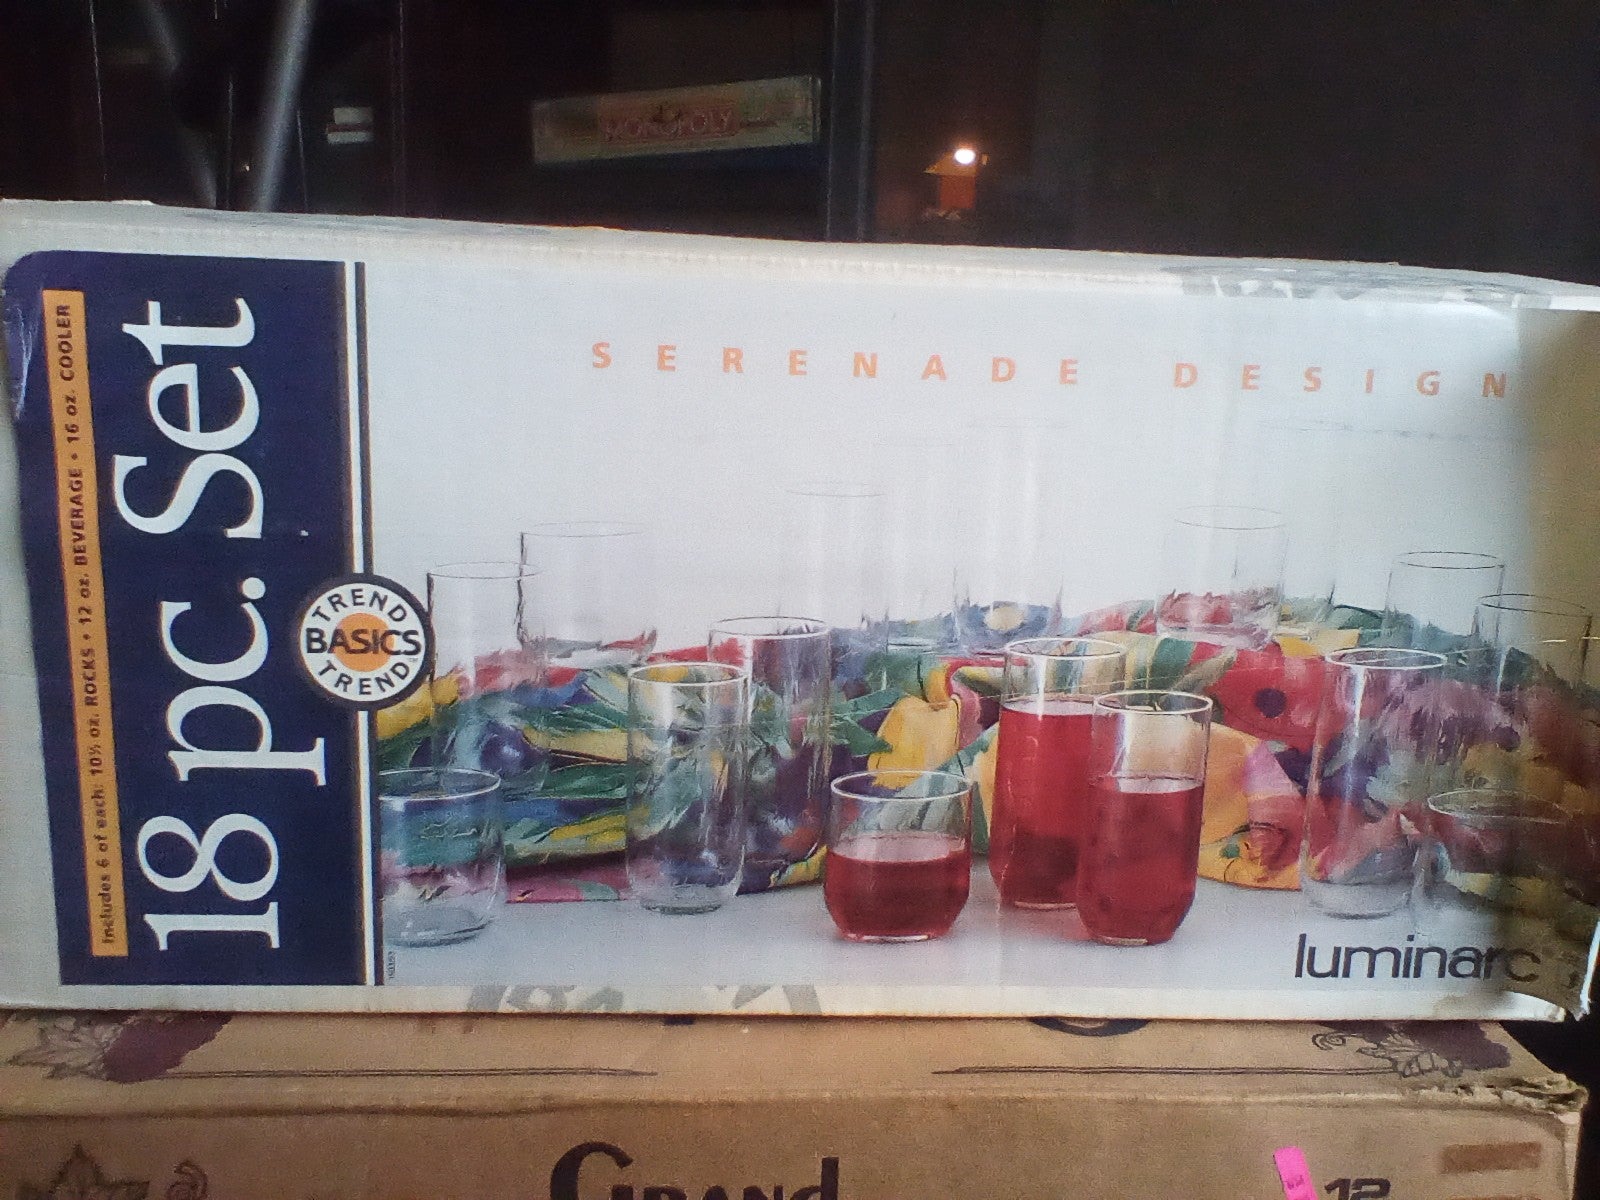 MONOPOLY
SERENADE DESIGN
Includes 6 of each: 10½ oz. ROCKS • 12 oz. BEVERAGE • 16 oz. COOLER
18 pc. Set
TREND
BASICS
TREND
luminarc
GRAND
12